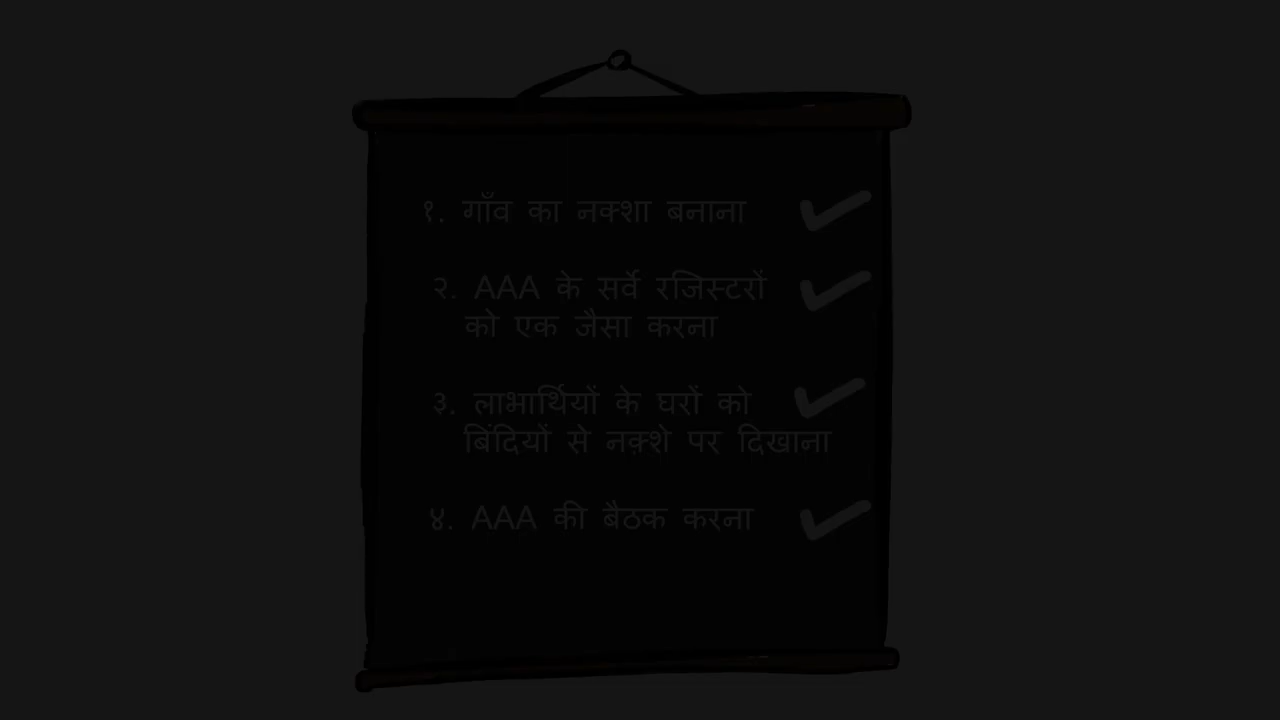 १. गाँव का नक्शा बनाना
२. AAA के सर्वे रजिस्टरों
को एक जैसा करना
३. लाभार्थियों के घरों को
बिंदियों से नक़्शे पर दिखाना
४. AAA की बैठक करना